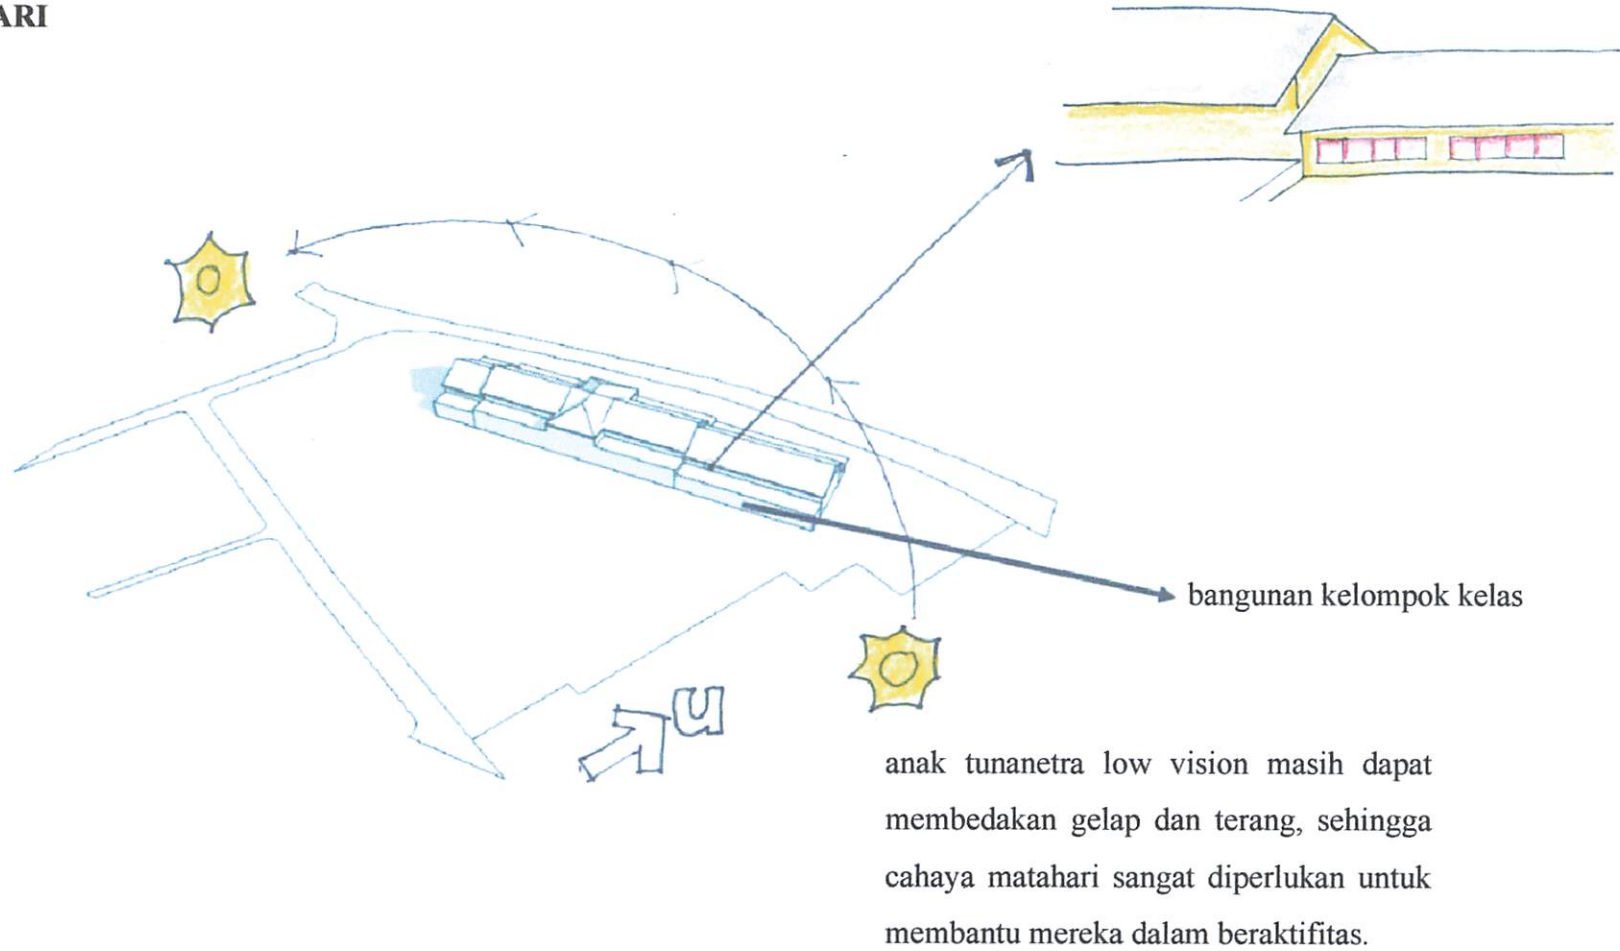 ARI
bangunan kelompok kelas
u
anak tunanetra low vision masih dapat
membedakan gelap dan terang, sehingga
cahaya matahari sangat diperlukan untuk
membantu mereka dalam beraktifitas.